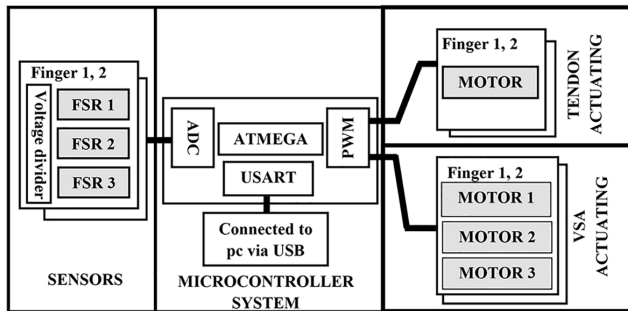 Finger 1, 2
Voltage divider
FSR 1
FSR 2
FSR 3
SENSORS
ADC
ATMEGA
USART
PWM
Connected to
pc via USB
MICROCONTROLLER
SYSTEM
Finger 1, 2
MOTOR
TENDON
ACTUATING
Finger 1, 2
MOTOR 1
MOTOR 2
MOTOR 3
VSA
ACTUATING